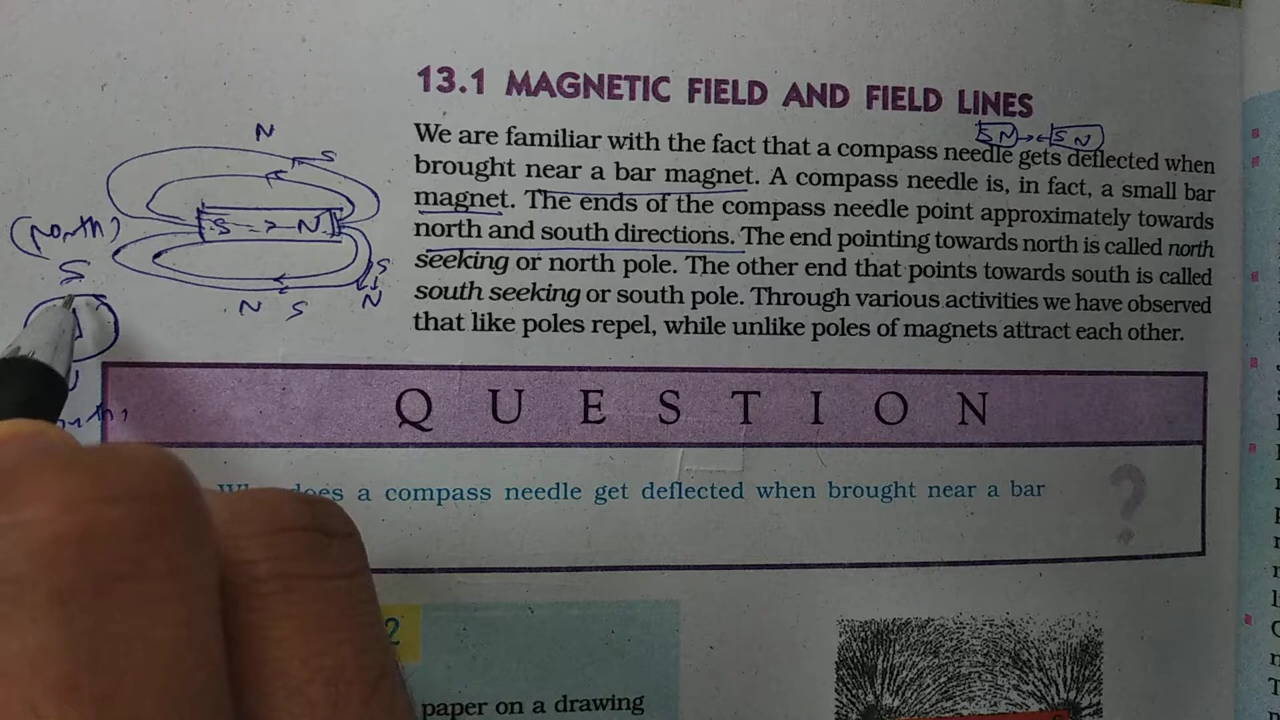 13.1 MAGNETIC FIELD AND FIELD LINES
S N → ← S N
We are familiar with the fact that a compass needle gets deflected when
brought near a bar magnet. A compass needle is, in fact, a small bar
magnet. The ends of the compass needle point approximately towards
north and south directions. The end pointing towards north is called north
seeking or north pole. The other end that points towards south is called
south seeking or south pole. Through various activities we have observed
that like poles repel, while unlike poles of magnets attract each other.
N
S
S → N
(north)
S
S
N
N S
QUESTION
does a compass needle get deflected when brought near a bar
?
2
paper on a drawing